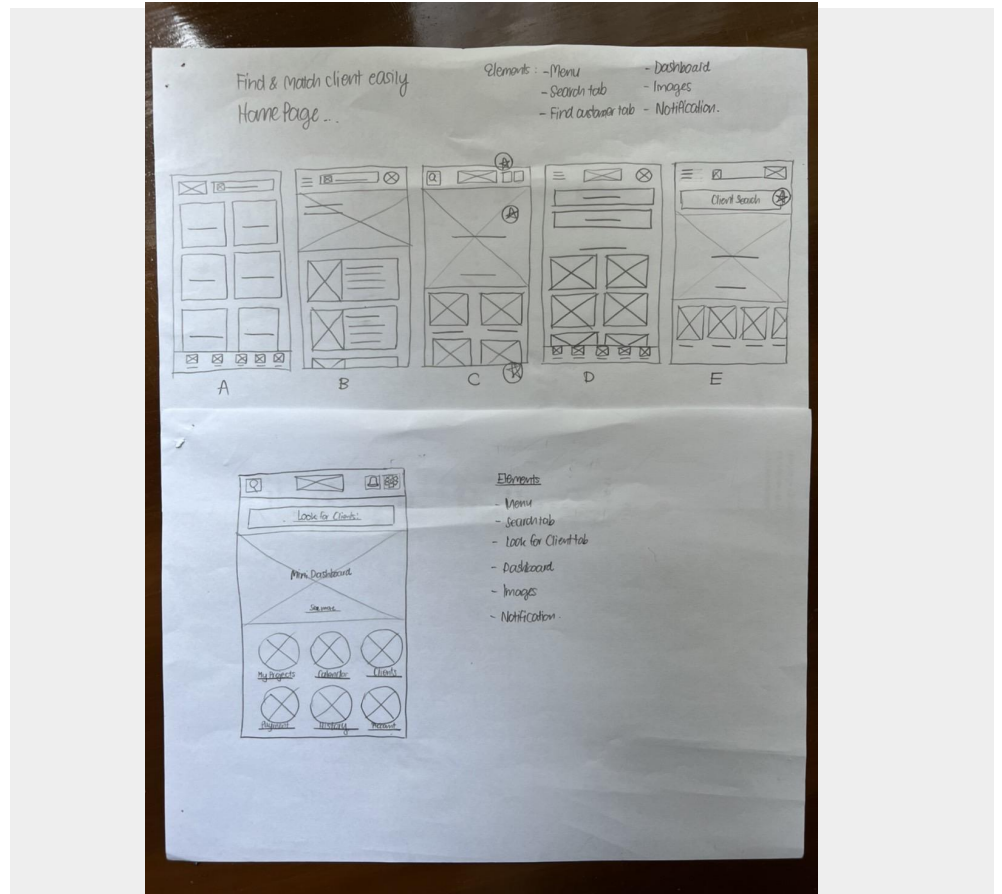 Find & Match client easily
Home Page ...
Elements : - Menu
- Search tab
- Find customer tab
- Dashboard
- Images
- Notification.
Client Search
A
B
C
D
E
Look for Clients:
Mini Dashboard
See more
My Projects
Calendar
Clients
Payment
History
Account
Elements
- Menu
- Search tab
- Look for Client tab
- Dashboard
- Images
- Notification.